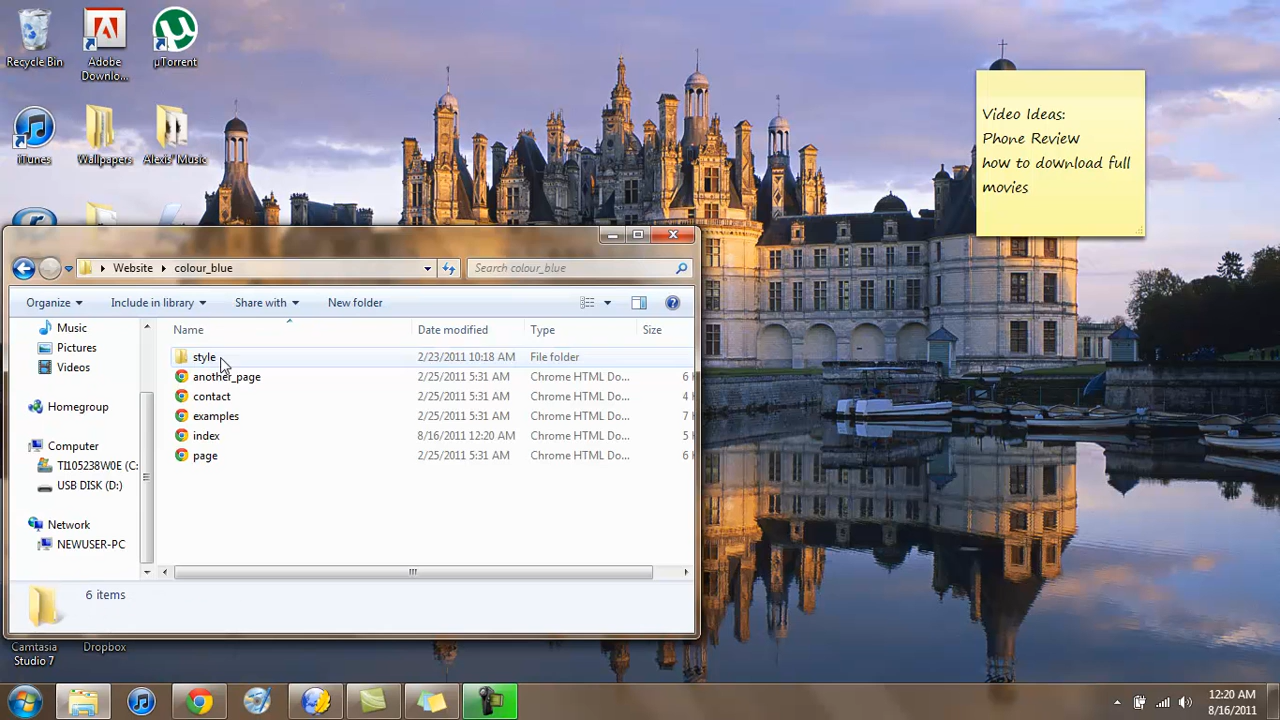 Recycle Bin
Adobe
Downlo...
µTorrent
iTunes
Wallpapers
Alexis' Music
Video Ideas:
Phone Review
how to download full
movies
Website
colour_blue
Search colour_blue
Organize
Include in library
Share with
New folder
Name
Date modified
Type
Size
Music
Pictures
Videos
Homegroup
Computer
TI105238W0E (C:
USB DISK (D:)
Network
NEWUSER-PC
style
2/23/2011 10:18 AM
File folder
another_page
2/25/2011 5:31 AM
Chrome HTML Do...
6
contact
2/25/2011 5:31 AM
Chrome HTML Do...
4
examples
2/25/2011 5:31 AM
Chrome HTML Do...
7
index
8/16/2011 12:20 AM
Chrome HTML Do...
5
page
2/25/2011 5:31 AM
Chrome HTML Do...
6
6 items
Camtasia
Studio 7
Dropbox
12:20 AM
8/16/2011